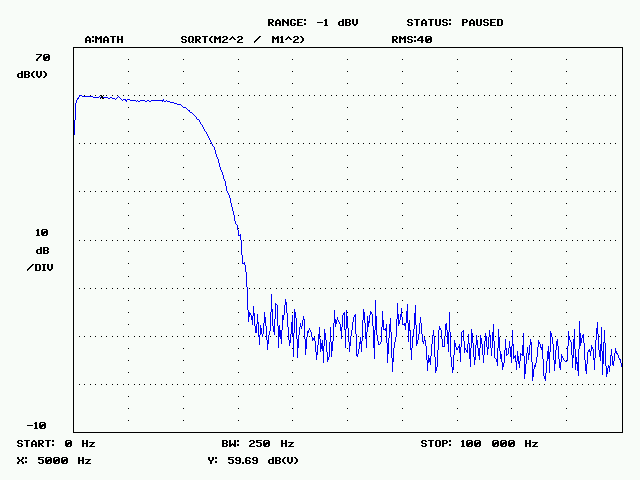 RANGE: -1 dBV STATUS: PAUSED
A:MATH SQRT(M2^2 / M1^2) RMS:40
70
dB(V)
10
dB
/DIV
-10
START: 0 Hz BW: 250 Hz STOP: 100 000 Hz
X: 5000 Hz Y: 59.69 dB(V)